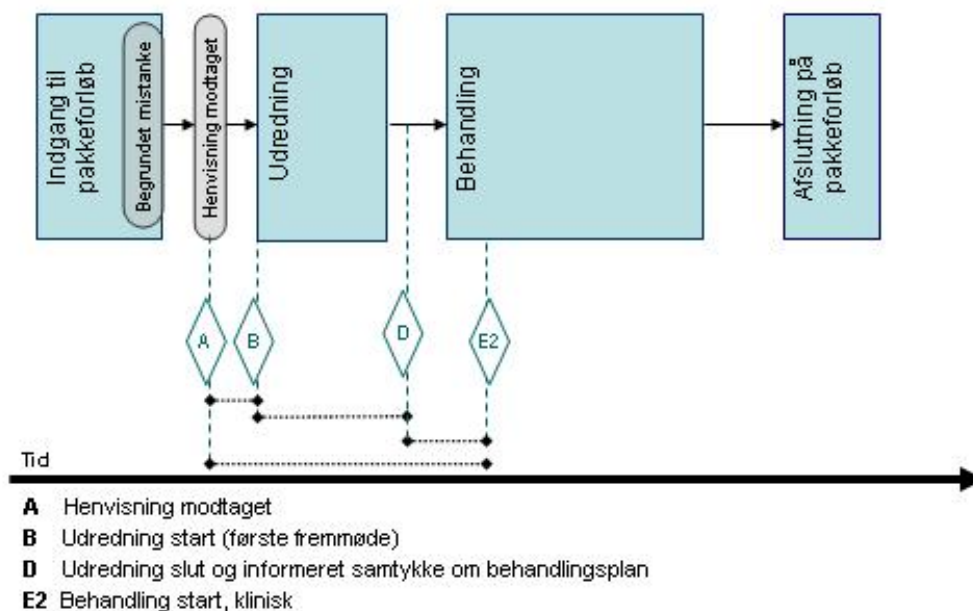 Indgang til
pakkeforløb
Begrundet mistanke
Henvisning modtaget
Udredning
Behandling
Afslutning på
pakkeforløb
A
B
D
E2
Tid
A Henvisning modtaget
B Udredning start (første fremmøde)
D Udredning slut og informeret samtykke om behandlingsplan
E2 Behandling start, klinisk